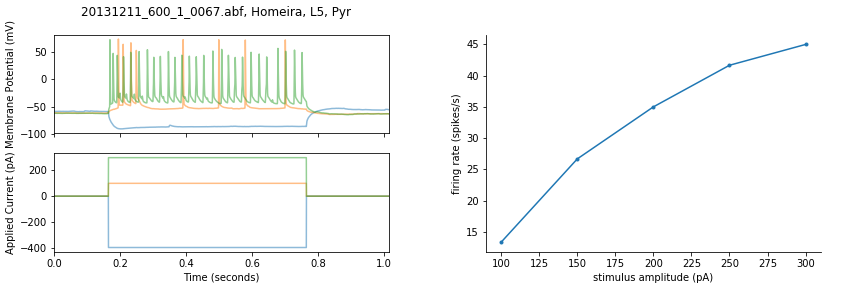 20131211_600_1_0067.abf, Homeira, L5, Pyr
Membrane Potential (mV)
50
0
−50
−100
Applied Current (pA)
200
0
−200
−400
0.0 0.2 0.4 0.6 0.8 1.0
Time (seconds)
firing rate (spikes/s)
45
40
35
30
25
20
15
100 125 150 175 200 225 250 275 300
stimulus amplitude (pA)